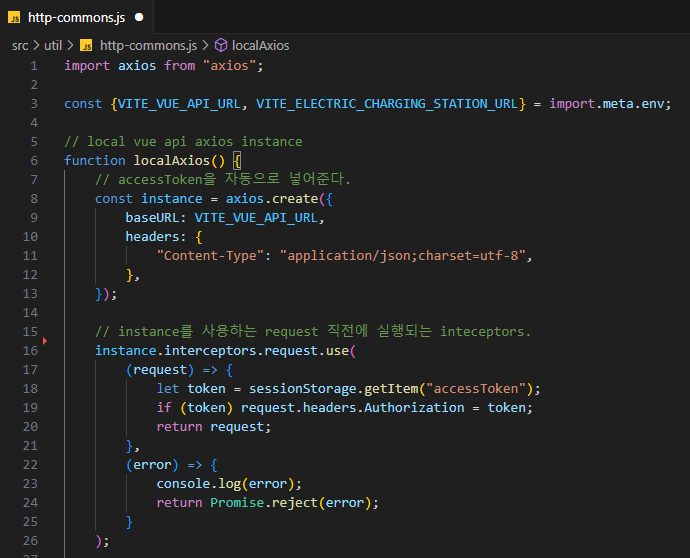 JS http-commons.js
src > util > JS http-commons.js > localAxios
1 import axios from "axios";
2
3 const {VITE_VUE_API_URL, VITE_ELECTRIC_CHARGING_STATION_URL} = import.meta.env;
4
5 // local vue api axios instance
6 function localAxios() {
7     // accessToken을 자동으로 넣어준다.
8     const instance = axios.create({
9         baseURL: VITE_VUE_API_URL,
10         headers: {
11             "Content-Type": "application/json;charset=utf-8",
12         },
13     });
14
15     // instance를 사용하는 request 직전에 실행되는 inteceptors.
16     instance.interceptors.request.use(
17         (request) => {
18             let token = sessionStorage.getItem("accessToken");
19             if (token) request.headers.Authorization = token;
20             return request;
21         },
22         (error) => {
23             console.log(error);
24             return Promise.reject(error);
25         }
26     );
27